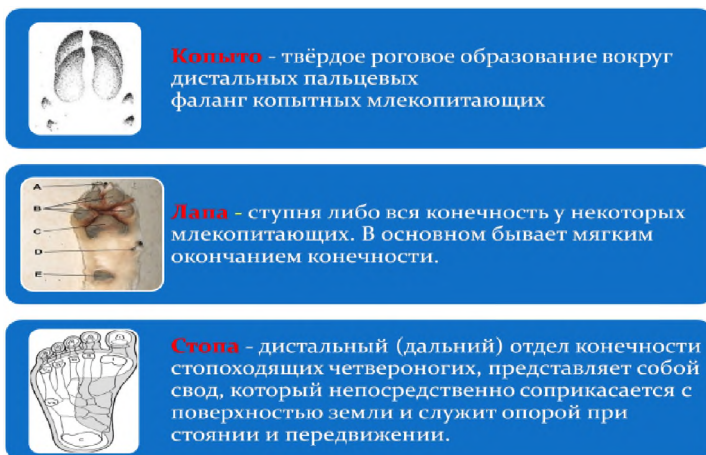 Копыто - твёрдое роговое образование вокруг
дистальных пальцевых
фаланг копытных млекопитающих
A
B
C
D
E
Лапа - ступня либо вся конечность у некоторых
млекопитающих. В основном бывает мягким
окончанием конечности.
Стопа - дистальный (дальний) отдел конечности
стопоходящих четвероногих, представляет собой
свод, который непосредственно соприкасается с
поверхностью земли и служит опорой при
стоянии и передвижении.